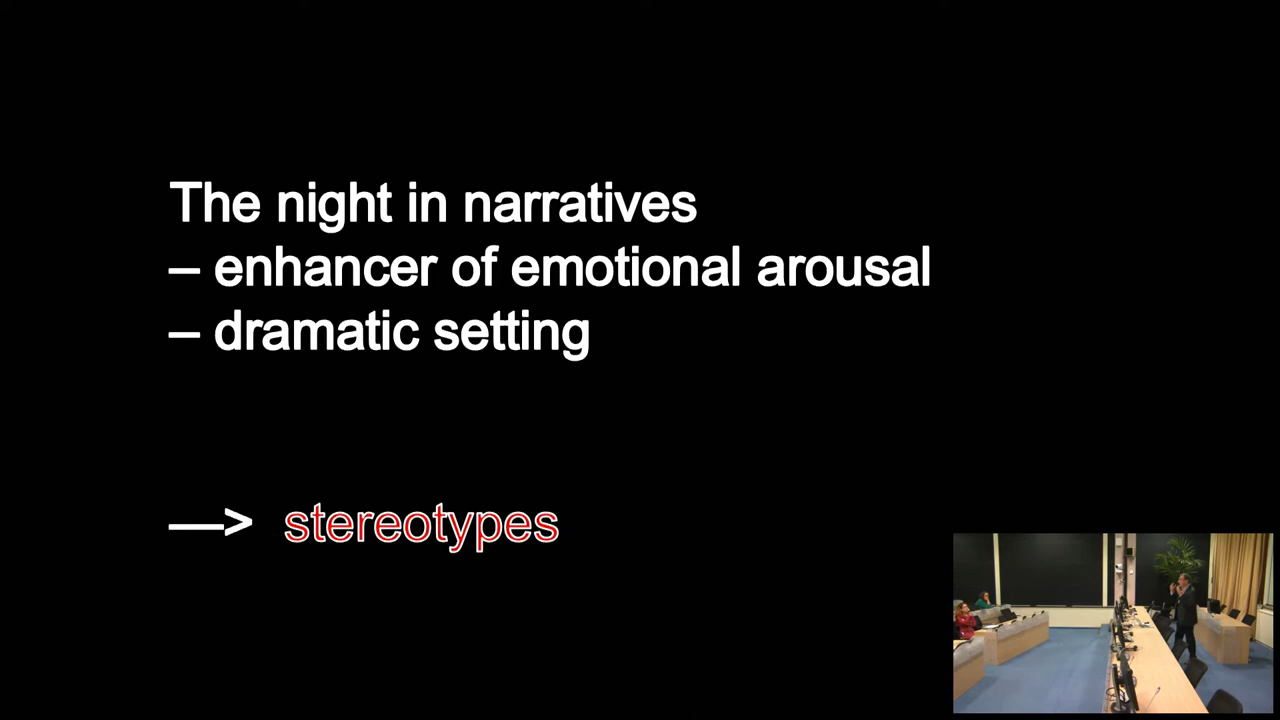 The night in narratives
– enhancer of emotional arousal
– dramatic setting
—> stereotypes